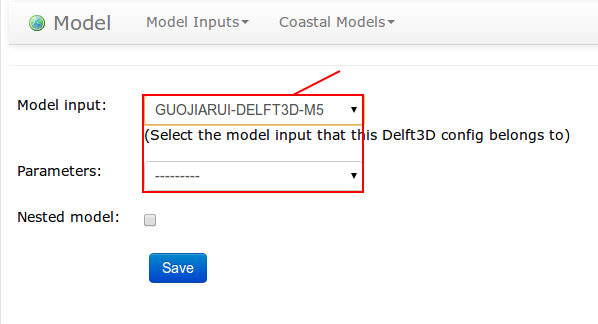 Model Model Inputs Coastal Models
Model input: GUOJIARUI-DELFT3D-M5
(Select the model input that this Delft3D config belongs to)
Parameters: ---------
Nested model:
Save